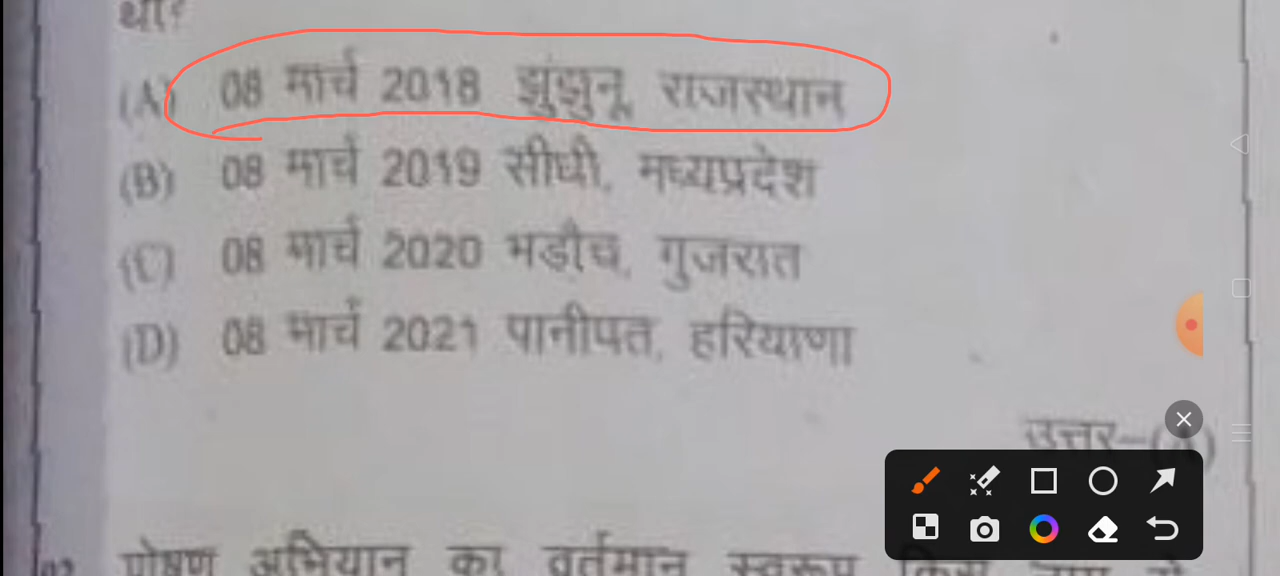 था?
(A) 08 मार्च 2018 झुंझुनू, राजस्थान
(B) 08 मार्च 2019 सीधी, मध्यप्रदेश
(C) 08 मार्च 2020 भड़ौच, गुजरात
(D) 08 मार्च 2021 पानीपत, हरियाणा
उत्तर–(A)
पोषण अभियान का वर्तमान स्वरूप किस